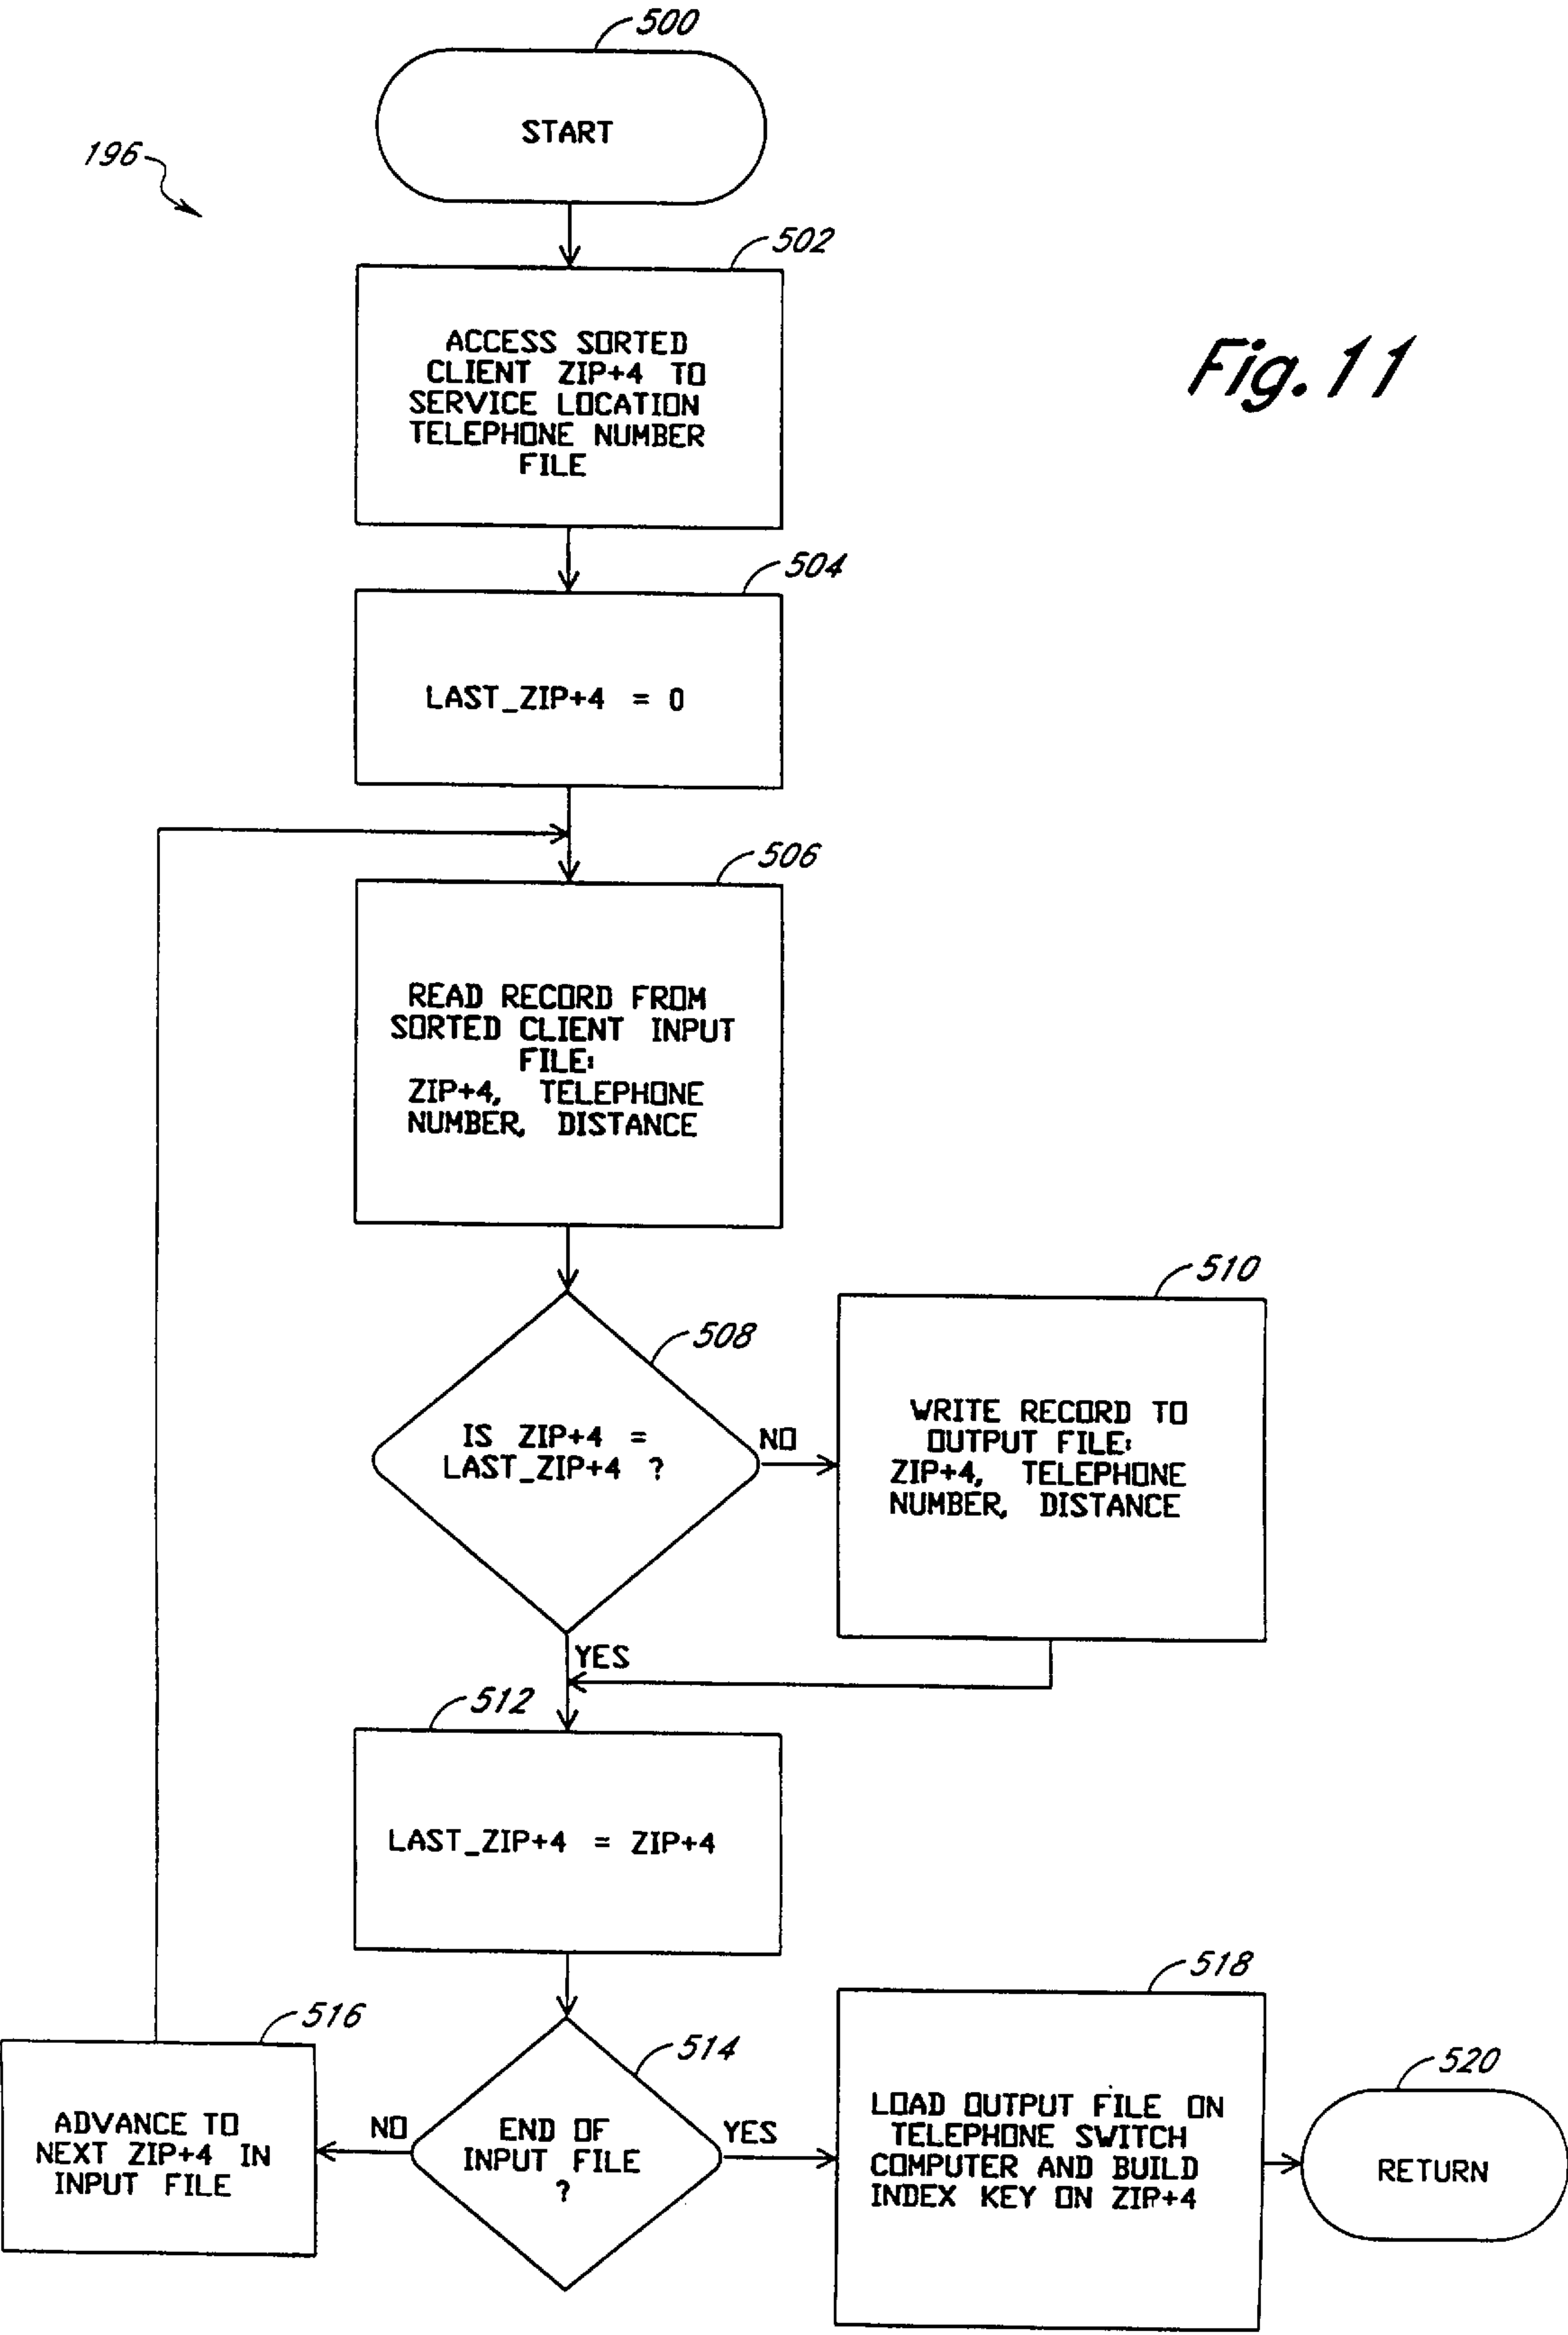 500
START
196
502
ACCESS SORTED
CLIENT ZIP+4 TO
SERVICE LOCATION
TELEPHONE NUMBER
FILE
Fig. 11
504
LAST_ZIP+4 = 0
506
READ RECORD FROM
SORTED CLIENT INPUT
FILE:
ZIP+4, TELEPHONE
NUMBER, DISTANCE
508
IS ZIP+4 =
LAST_ZIP+4 ?
NO
510
WRITE RECORD TO
OUTPUT FILE:
ZIP+4, TELEPHONE
NUMBER, DISTANCE
YES
512
LAST_ZIP+4 = ZIP+4
514
END OF
INPUT FILE
?
NO
516
ADVANCE TO
NEXT ZIP+4 IN
INPUT FILE
YES
518
LOAD OUTPUT FILE ON
TELEPHONE SWITCH
COMPUTER AND BUILD
INDEX KEY ON ZIP+4
520
RETURN